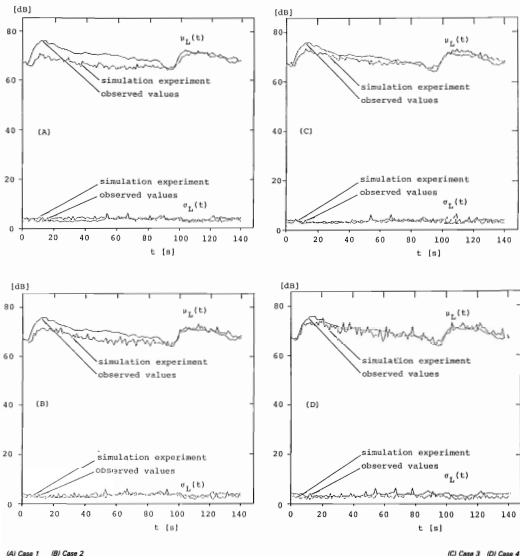 [dB]
80
60
40
20
0
μL(t)
simulation experiment
observed values
(A)
simulation experiment
observed values
σL(t)
0 20 40 60 80 100 120 140
t [s]
[dB]
80
60
40
20
0
μL(t)
simulation experiment
observed values
(C)
simulation experiment
observed values
σL(t)
0 20 40 60 80 100 120 140
t [s]
[dB]
80
60
40
20
0
μL(t)
simulation experiment
observed values
(B)
simulation experiment
observed values
σL(t)
0 20 40 60 80 100 120 140
t [s]
[dB]
80
60
40
20
0
μL(t)
simulation experiment
observed values
(D)
simulation experiment
observed values
σL(t)
0 20 40 60 80 100 120 140
t [s]
(A) Case 1 (B) Case 2
(C) Case 3 (D) Case 4